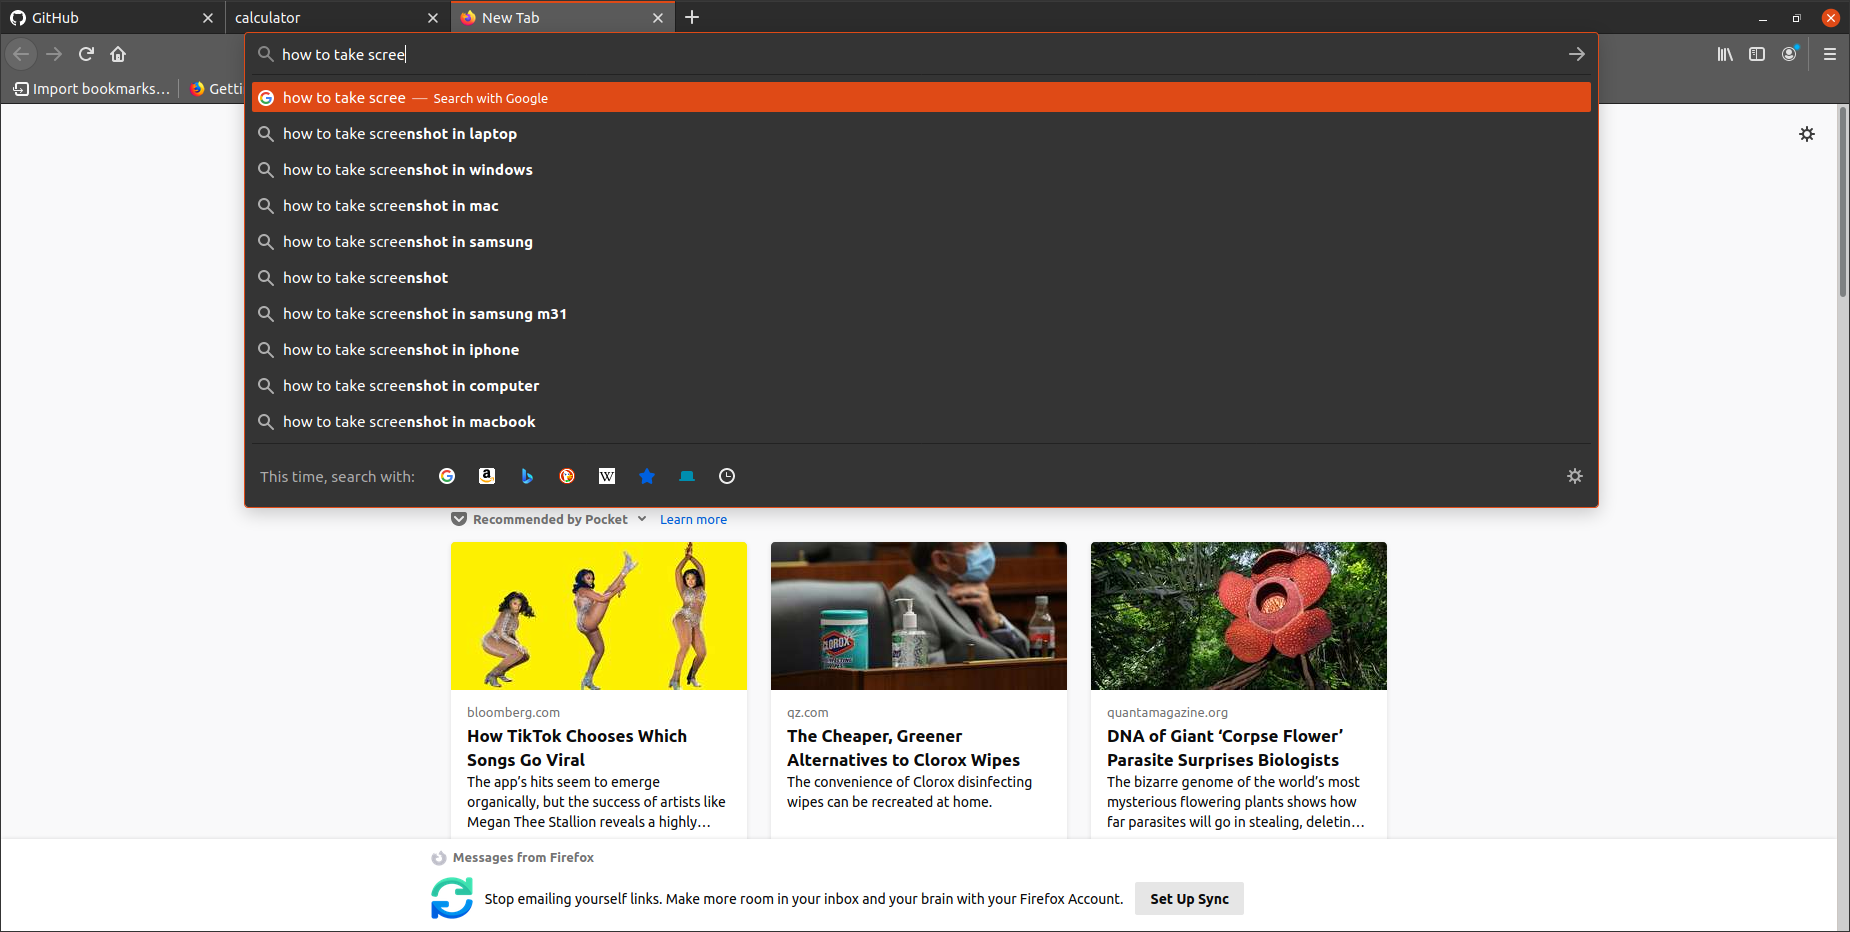 GitHub
calculator
New Tab
how to take scree
Import bookmarks...
Getti
how to take scree — Search with Google
how to take screenshot in laptop
how to take screenshot in windows
how to take screenshot in mac
how to take screenshot in samsung
how to take screenshot
how to take screenshot in samsung m31
how to take screenshot in iphone
how to take screenshot in computer
how to take screenshot in macbook
This time, search with:
Recommended by Pocket
Learn more
CLOROX
bloomberg.com
How TikTok Chooses Which
Songs Go Viral
The app's hits seem to emerge
organically, but the success of artists like
Megan Thee Stallion reveals a highly...
qz.com
The Cheaper, Greener
Alternatives to Clorox Wipes
The convenience of Clorox disinfecting
wipes can be recreated at home.
quantamagazine.org
DNA of Giant ‘Corpse Flower’
Parasite Surprises Biologists
The bizarre genome of the world's most
mysterious flowering plants shows how
far parasites will go in stealing, deletin...
Messages from Firefox
Stop emailing yourself links. Make more room in your inbox and your brain with your Firefox Account.
Set Up Sync